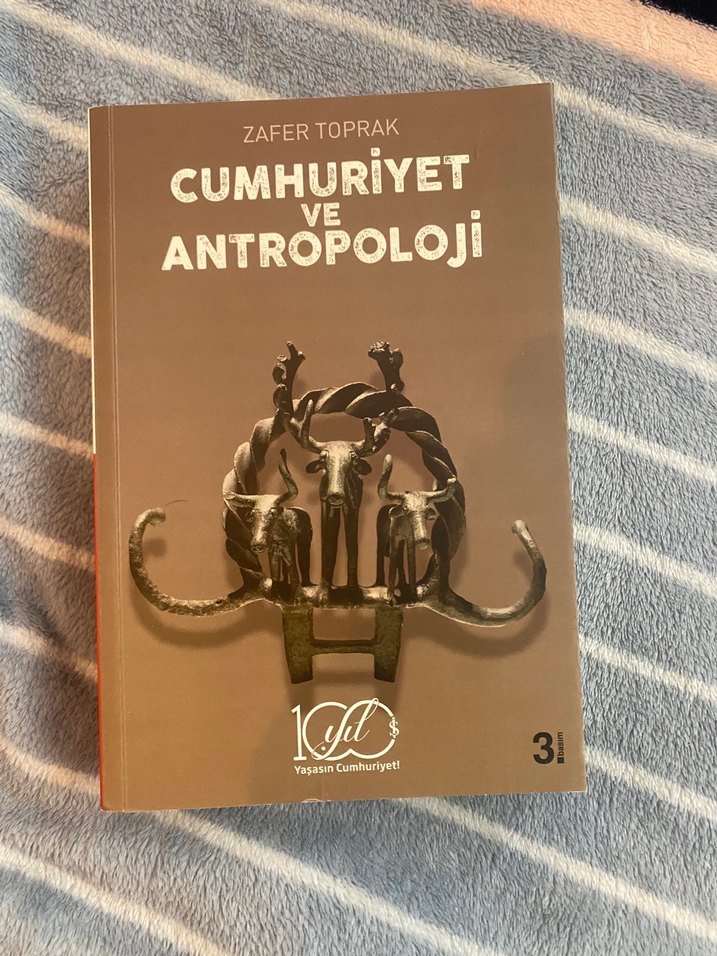 ZAFER TOPRAK
CUMHURİYET
VE
ANTROPOLOJİ
100
yıl
Yaşasın Cumhuriyet!
3
basım